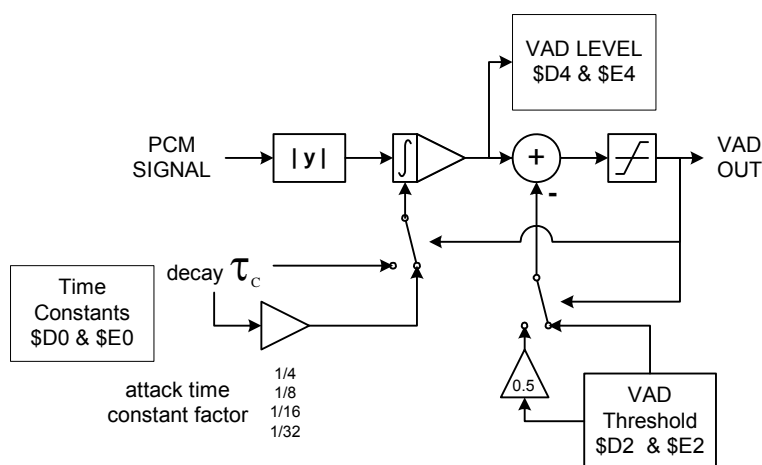 VAD LEVEL
$D4 & $E4
PCM
SIGNAL
| y |
∫
+
-
VAD
OUT
decay τc
Time
Constants
$D0 & $E0
attack time
constant factor
1/4
1/8
1/16
1/32
0.5
VAD
Threshold
$D2 & $E2